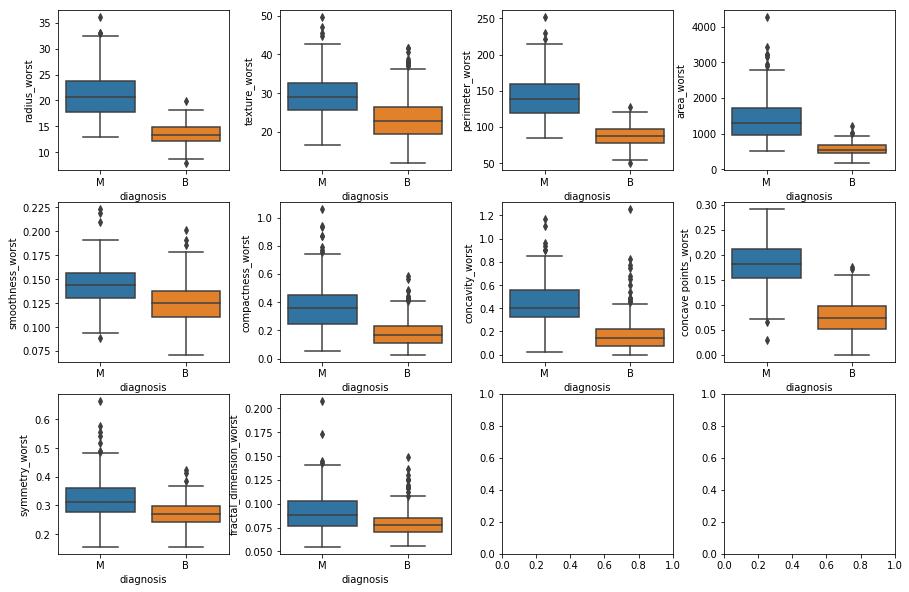 radius_worst
35
30
25
20
15
10
M
B
diagnosis
texture_worst
50
40
30
20
M
B
diagnosis
perimeter_worst
250
200
150
100
50
M
B
diagnosis
area_worst
4000
3000
2000
1000
0
M
B
diagnosis
smoothness_worst
0.225
0.200
0.175
0.150
0.125
0.100
0.075
M
B
diagnosis
compactness_worst
1.0
0.8
0.6
0.4
0.2
0.0
M
B
diagnosis
concavity_worst
1.2
1.0
0.8
0.6
0.4
0.2
0.0
M
B
diagnosis
concave points_worst
0.30
0.25
0.20
0.15
0.10
0.05
0.00
M
B
diagnosis
symmetry_worst
0.6
0.5
0.4
0.3
0.2
M
B
diagnosis
fractal_dimension_worst
0.200
0.175
0.150
0.125
0.100
0.075
0.050
M
B
diagnosis
1.0
0.8
0.6
0.4
0.2
0.0
0.0 0.2 0.4 0.6 0.8 1.0
1.0
0.8
0.6
0.4
0.2
0.0
0.0 0.2 0.4 0.6 0.8 1.0